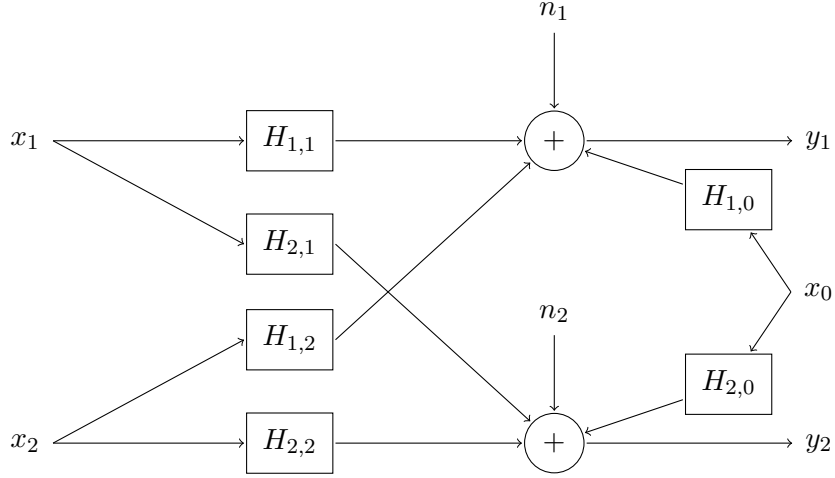 n₁
x₁ H₁,₁ + y₁
H₁,₀
H₂,₁
x₀
n₂
H₁,₂
H₂,₀
x₂ H₂,₂ + y₂